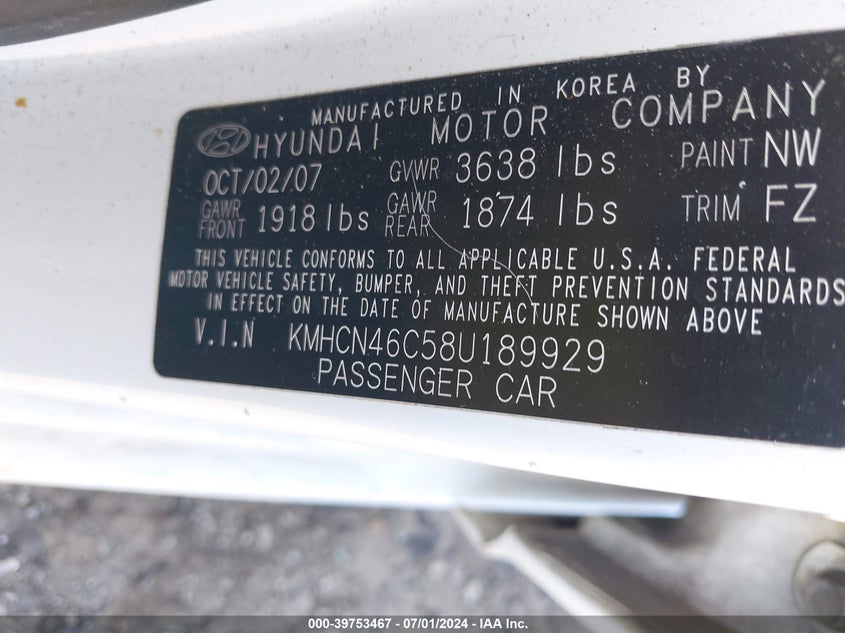 MANUFACTURED IN KOREA BY
HYUNDAI MOTOR COMPANY
OCT/02/07 GVWR 3638 lbs PAINT NW
GAWR FRONT 1918 lbs GAWR REAR 1874 lbs TRIM FZ
THIS VEHICLE CONFORMS TO ALL APPLICABLE U.S.A. FEDERAL
MOTOR VEHICLE SAFETY, BUMPER, AND THEFT PREVENTION STANDARDS
IN EFFECT ON THE DATE OF MANUFACTURE SHOWN ABOVE
V.I.N KMHCN46C58U189929
PASSENGER CAR
000-39753467 - 07/01/2024 - IAA Inc.